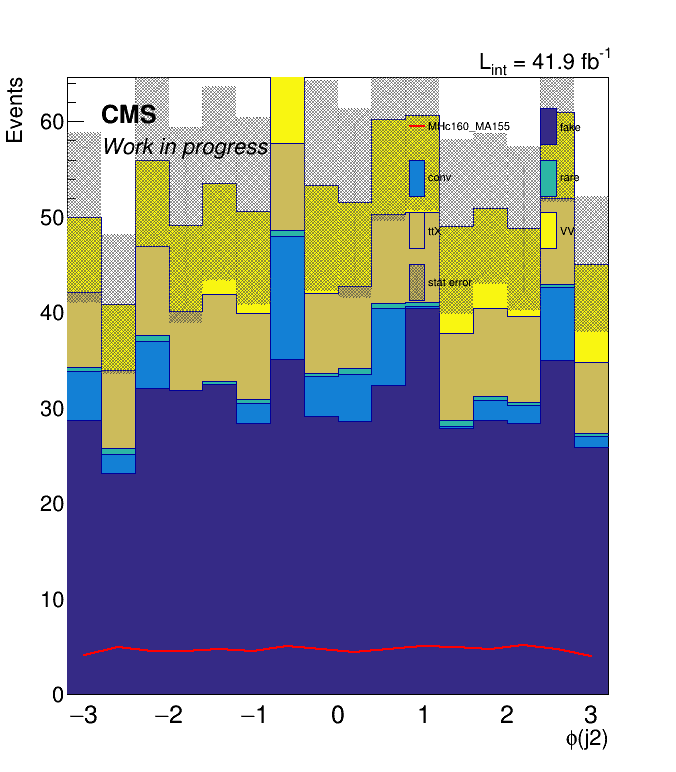 L_int = 41.9 fb^-1
Events
CMS
Work in progress
MHc160_MA155
fake
conv
rare
ttX
VV
stat error
60
50
40
30
20
10
0
−3 −2 −1 0 1 2 3
ϕ(j2)